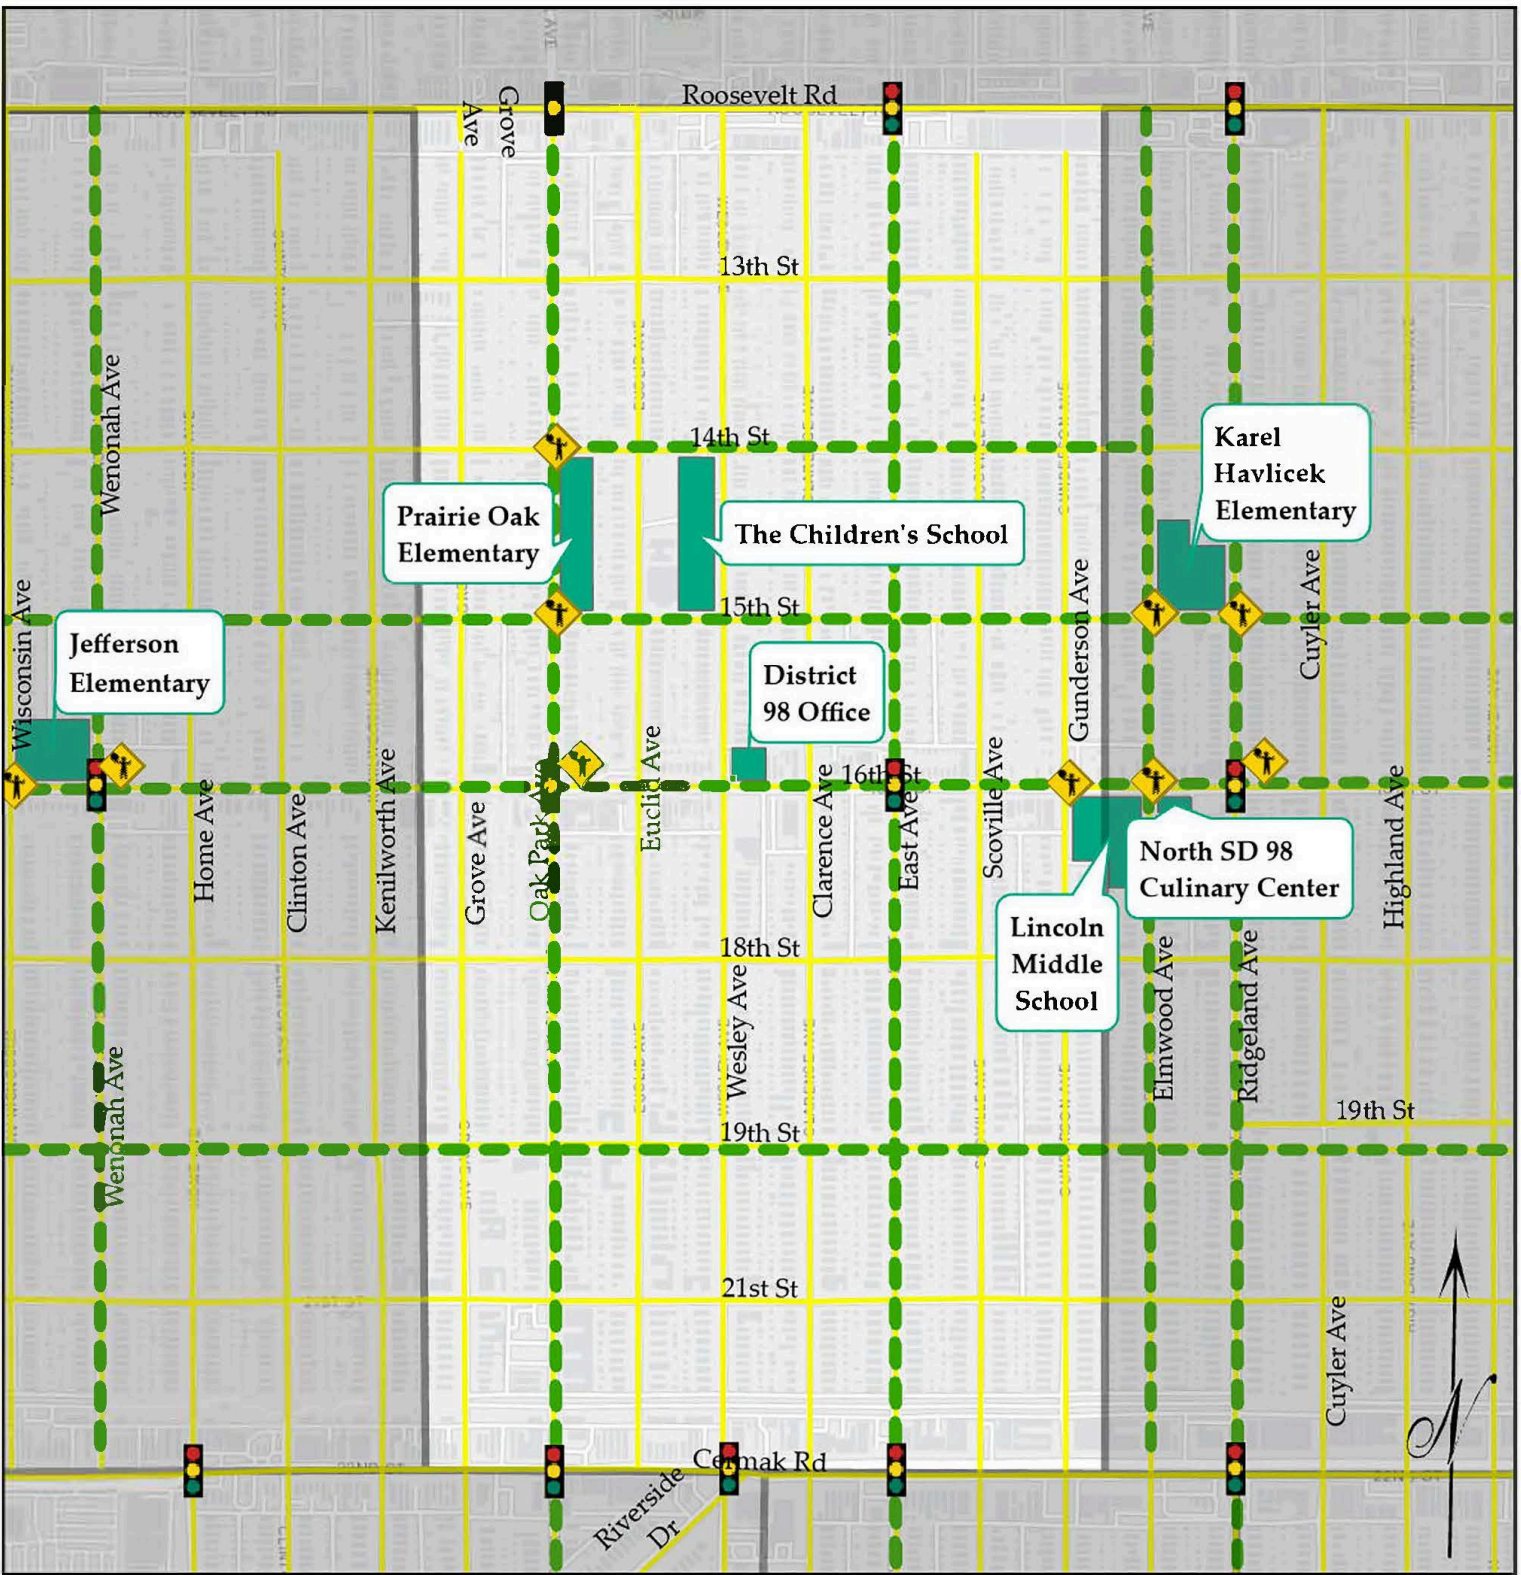 Roosevelt Rd
Grove
Ave
13th St
14th St
Wenonah Ave
Karel
Havlicek
Elementary
Prairie Oak
Elementary
The Children's School
15th St
Wisconsin Ave
Jefferson
Elementary
District
98 Office
Gunderson Ave
Cuyler Ave
16th St
Home Ave
Clinton Ave
Kenilworth Ave
Grove Ave
Oak Park Ave
Euclid Ave
Clarence Ave
East Ave
Scoville Ave
Highland Ave
North SD 98
Culinary Center
Lincoln
Middle
School
18th St
Wesley Ave
Elmwood Ave
Ridgeland Ave
Wenonah Ave
19th St
19th St
21st St
Cuyler Ave
N
Cermak Rd
Riverside
Dr